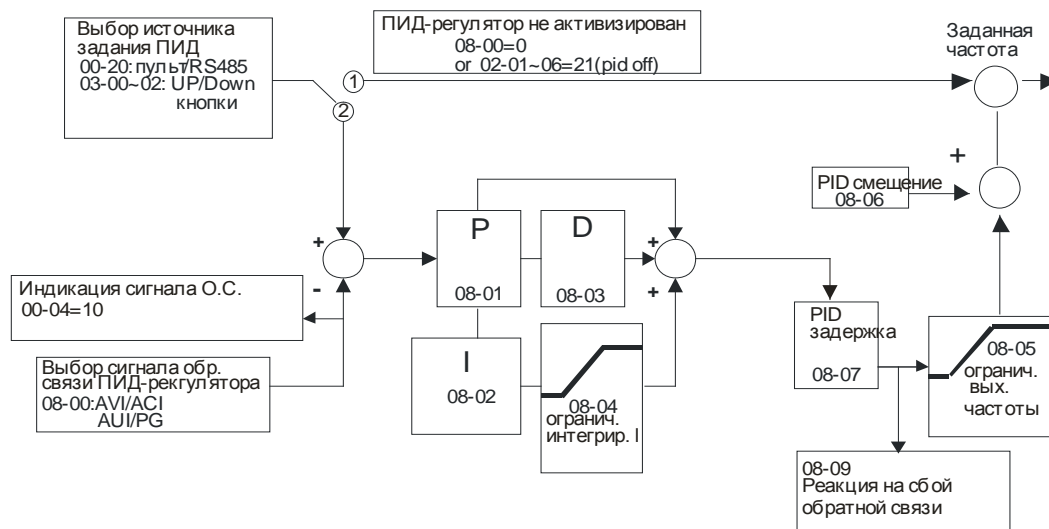 Выбор источника
задания ПИД
00-20: пульт/RS485
03-00~02: UP/Down
кнопки
ПИД-регулятор не активизирован
08-00=0
or 02-01~06=21(pid off)
Заданная
частота
1
2
+
PID смещение
08-06
+
-
P
08-01
D
08-03
+
+
Индикация сигнала О.С.
00-04=10
PID
задержка
08-07
08-05
огранич.
вых.
частоты
I
08-02
08-04
огранич.
интегрир. I
Выбор сигнала обр.
связи ПИД-рекгулятора
08-00:AVI/ACI
AUI/PG
08-09
Реакция на сбой
обратной связи